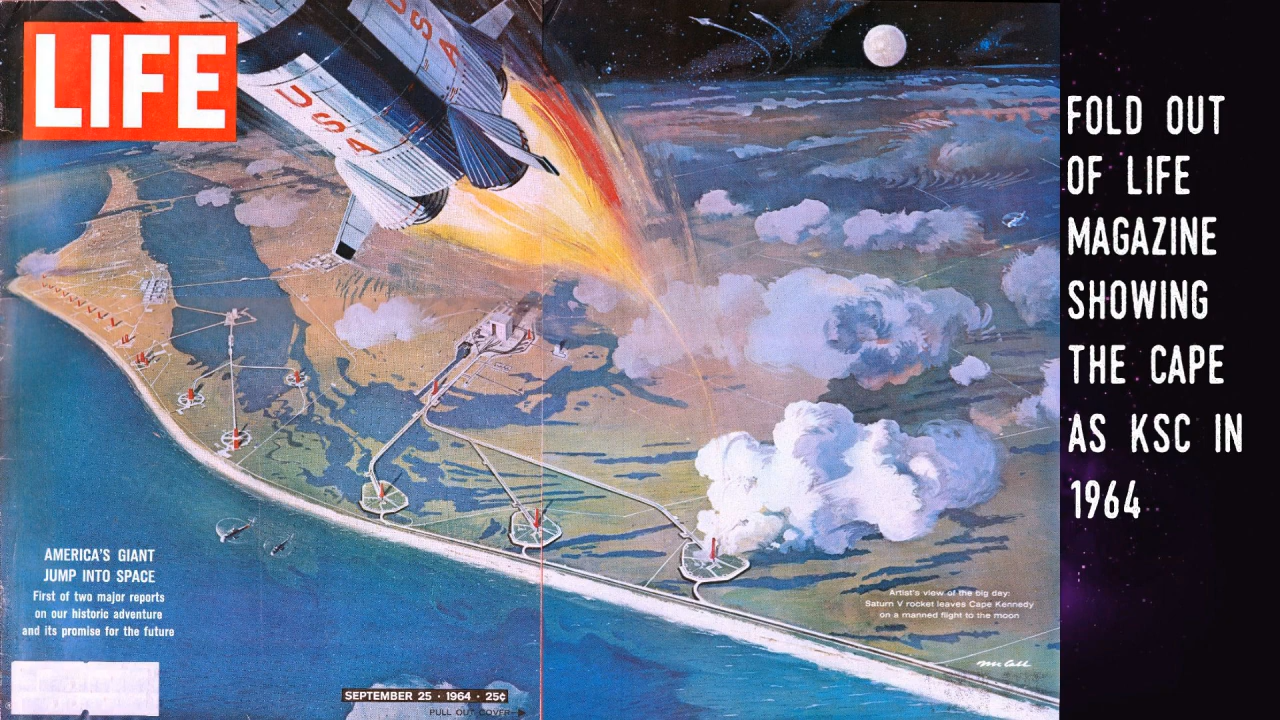 LIFE
USA
USA
AMERICA'S GIANT
JUMP INTO SPACE
First of two major reports
on our historic adventure
and its promise for the future
SEPTEMBER 25 · 1964 · 25¢
PULL OUT COVER
Artist's view of the big day:
Saturn V rocket leaves Cape Kennedy
on a manned flight to the moon
McCall
FOLD OUT
OF LIFE
MAGAZINE
SHOWING
THE CAPE
AS KSC IN
1964